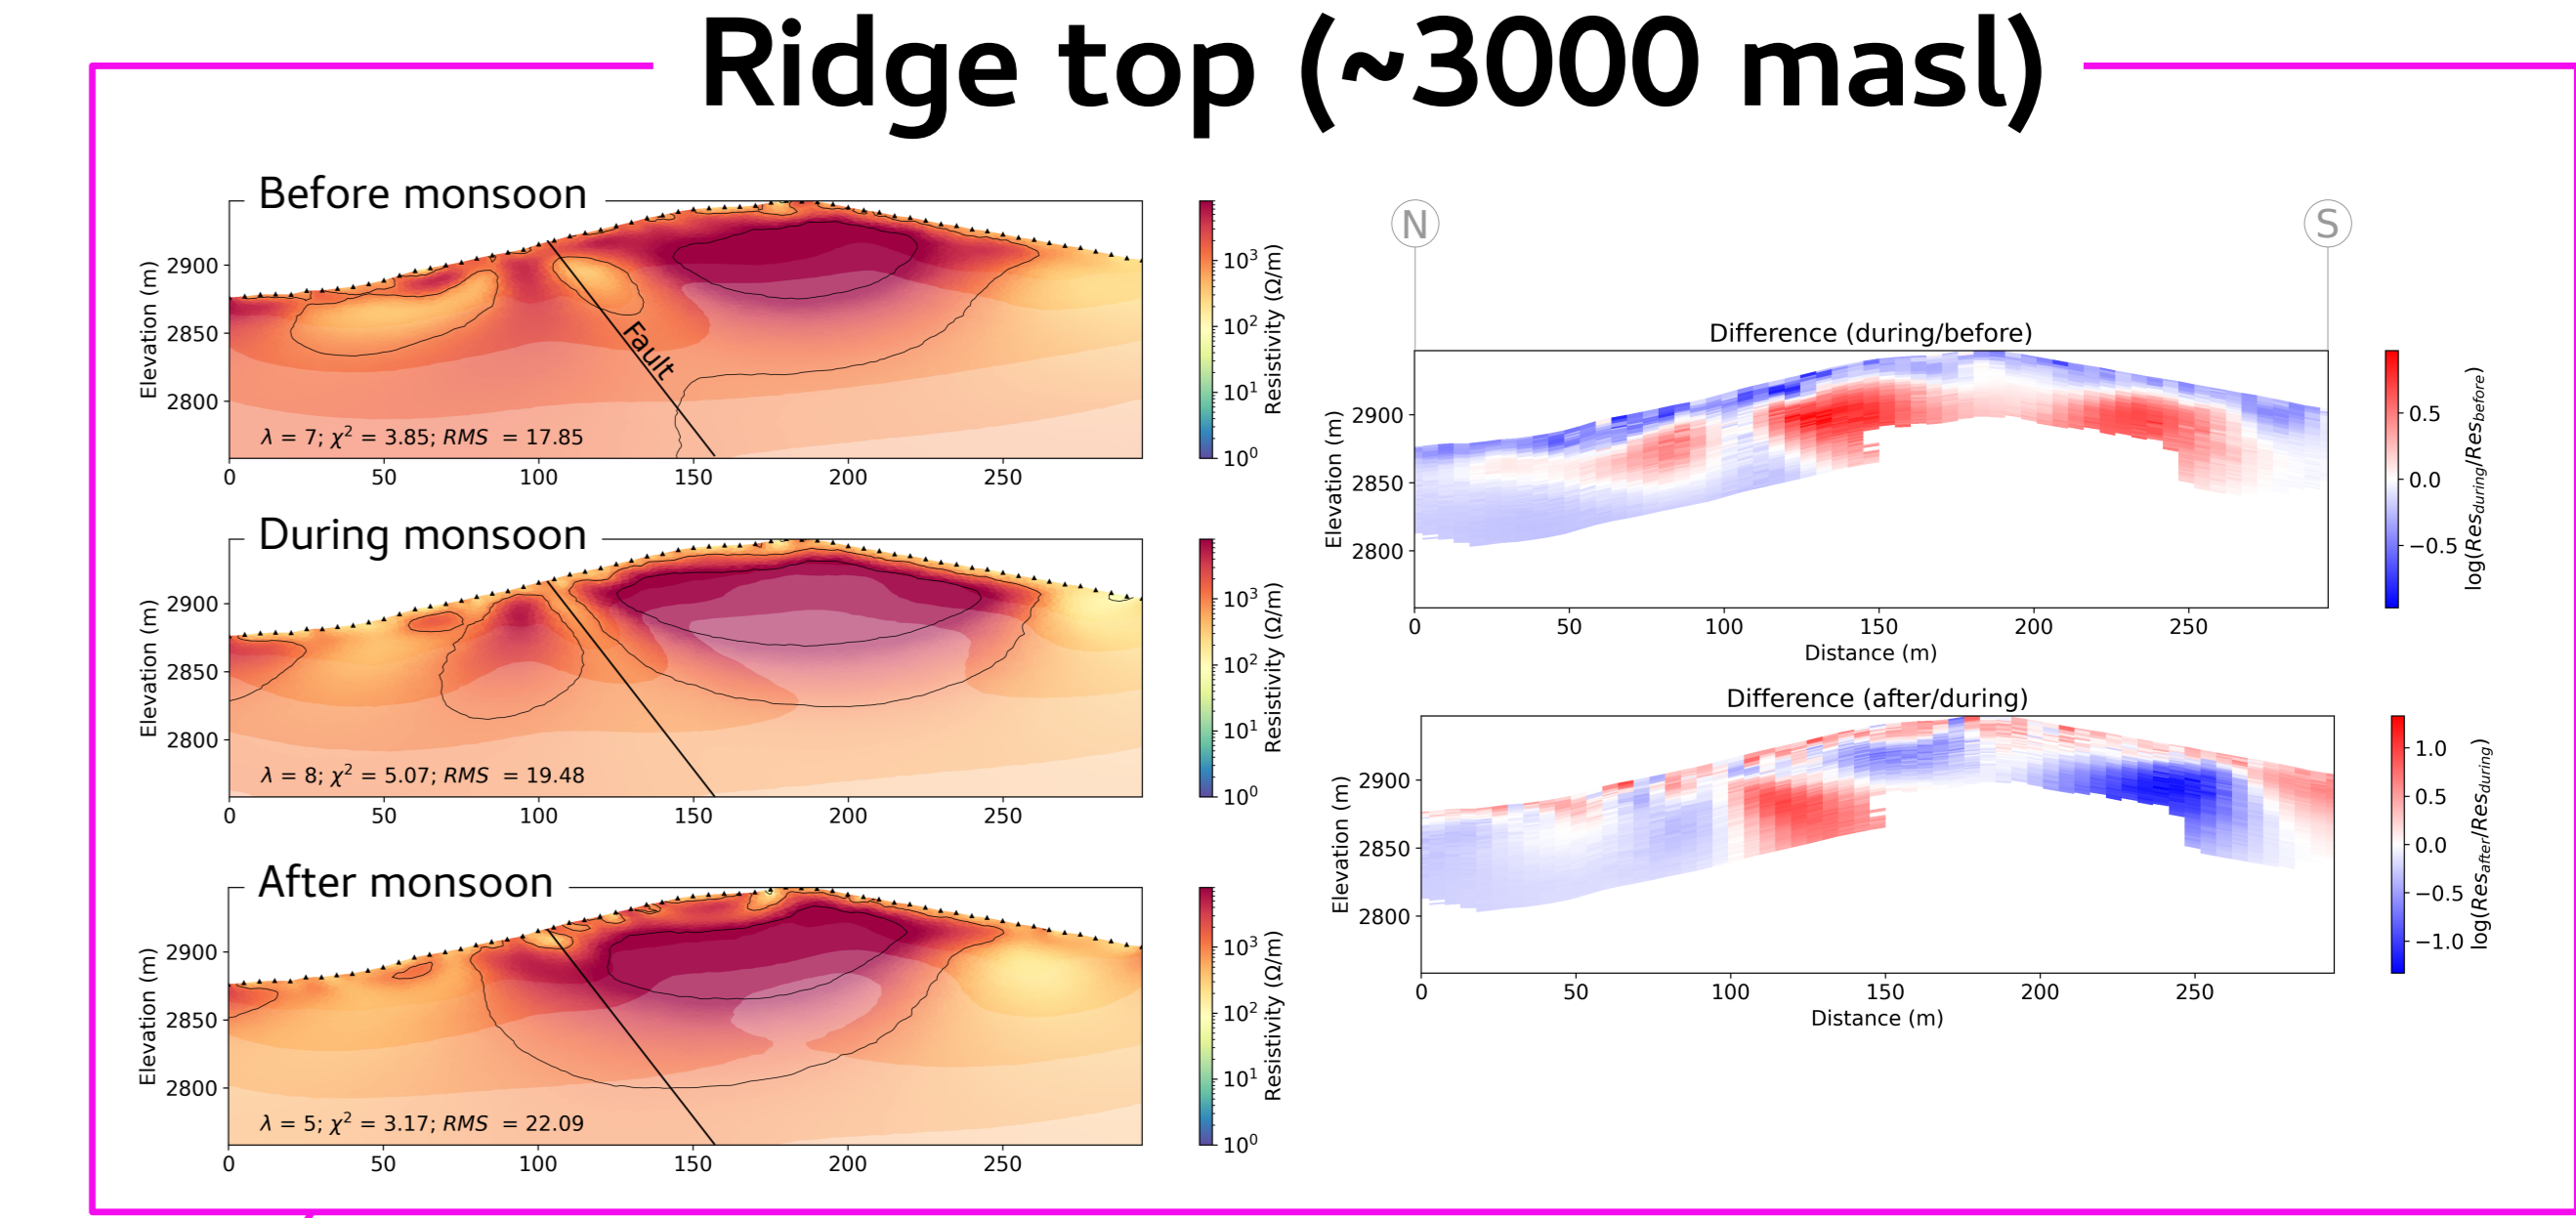 Ridge top (~3000 masl)
Before monsoon
Elevation (m)
2900
2850
2800
Fault
λ = 7; χ² = 3.85; RMS = 17.85
0 50 100 150 200 250
10³
10²
10¹
10⁰
Resistivity (Ω/m)
During monsoon
Elevation (m)
2900
2850
2800
λ = 8; χ² = 5.07; RMS = 19.48
0 50 100 150 200 250
10³
10²
10¹
10⁰
Resistivity (Ω/m)
After monsoon
Elevation (m)
2900
2850
2800
λ = 5; χ² = 3.17; RMS = 22.09
0 50 100 150 200 250
10³
10²
10¹
10⁰
Resistivity (Ω/m)
N S
Difference (during/before)
Elevation (m)
2900
2850
2800
0 50 100 150 200 250
Distance (m)
0.5
0.0
−0.5
log(Res_during/Res_before)
Difference (after/during)
Elevation (m)
2900
2850
2800
0 50 100 150 200 250
Distance (m)
1.0
0.5
0.0
−0.5
−1.0
log(Res_after/Res_during)